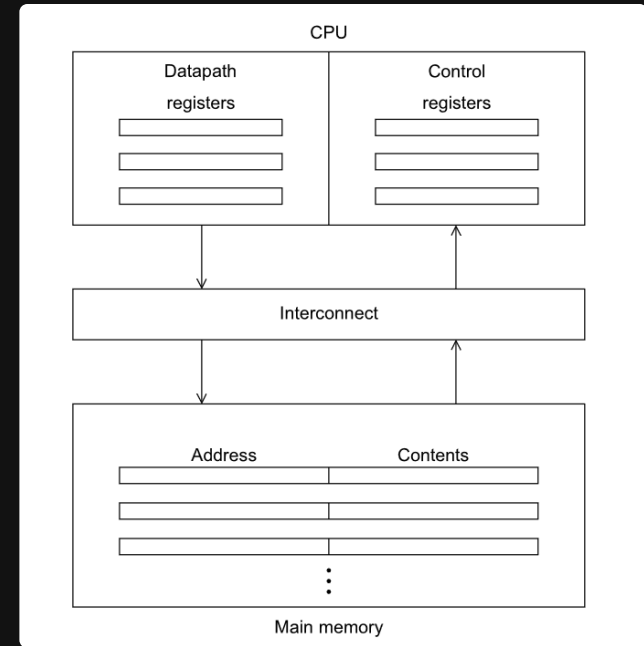 CPU
Datapath
registers
Control
registers
Interconnect
Address
Contents
Main memory